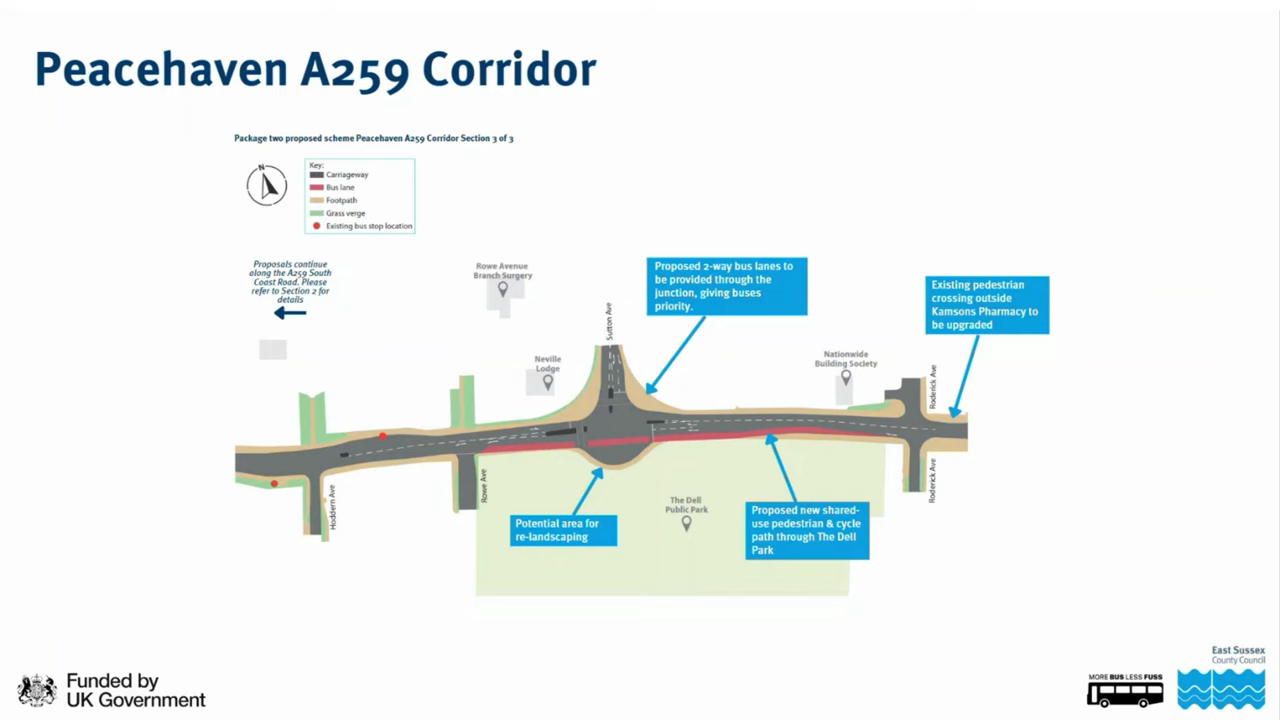 Peacehaven A259 Corridor
Package two proposed scheme Peacehaven A259 Corridor Section 3 of 3
N
Key:
Carriageway
Bus lane
Footpath
Grass verge
Existing bus stop location
Proposals continue
along the A259 South
Coast Road. Please
refer to Section 2 for
details
Rowe Avenue
Branch Surgery
Proposed 2-way bus lanes to
be provided through the
junction, giving buses
priority.
Existing pedestrian
crossing outside
Kamsons Pharmacy to
be upgraded
Sutton Ave
Neville
Lodge
Nationwide
Building Society
Roderick Ave
Hoddern Ave
Rowe Ave
Roderick Ave
The Dell
Public Park
Potential area for
re-landscaping
Proposed new shared-
use pedestrian & cycle
path through The Dell
Park
Funded by
UK Government
MORE BUS LESS FUSS
East Sussex
County Council